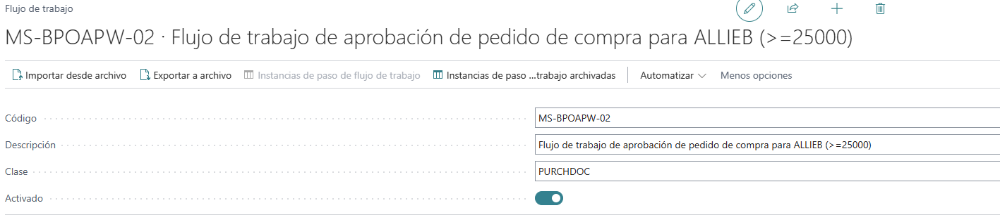 Flujo de trabajo
MS-BPOAPW-02 · Flujo de trabajo de aprobación de pedido de compra para ALLIEB (>=25000)
Importar desde archivo Exportar a archivo Instancias de paso de flujo de trabajo Instancias de paso ...trabajo archivadas Automatizar Menos opciones
Código MS-BPOAPW-02
Descripción Flujo de trabajo de aprobación de pedido de compra para ALLIEB (>=25000)
Clase PURCHDOC
Activado